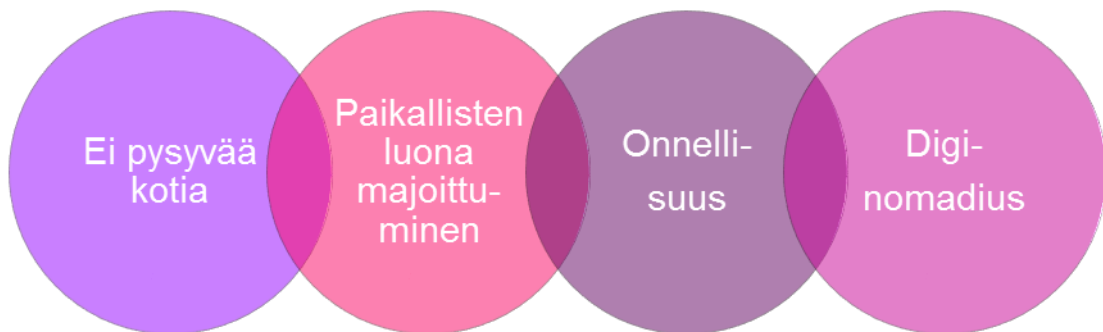 Ei pysyvää
kotia
Paikallisten
luona
majoittu-
minen
Onnelli-
suus
Digi-
nomadius